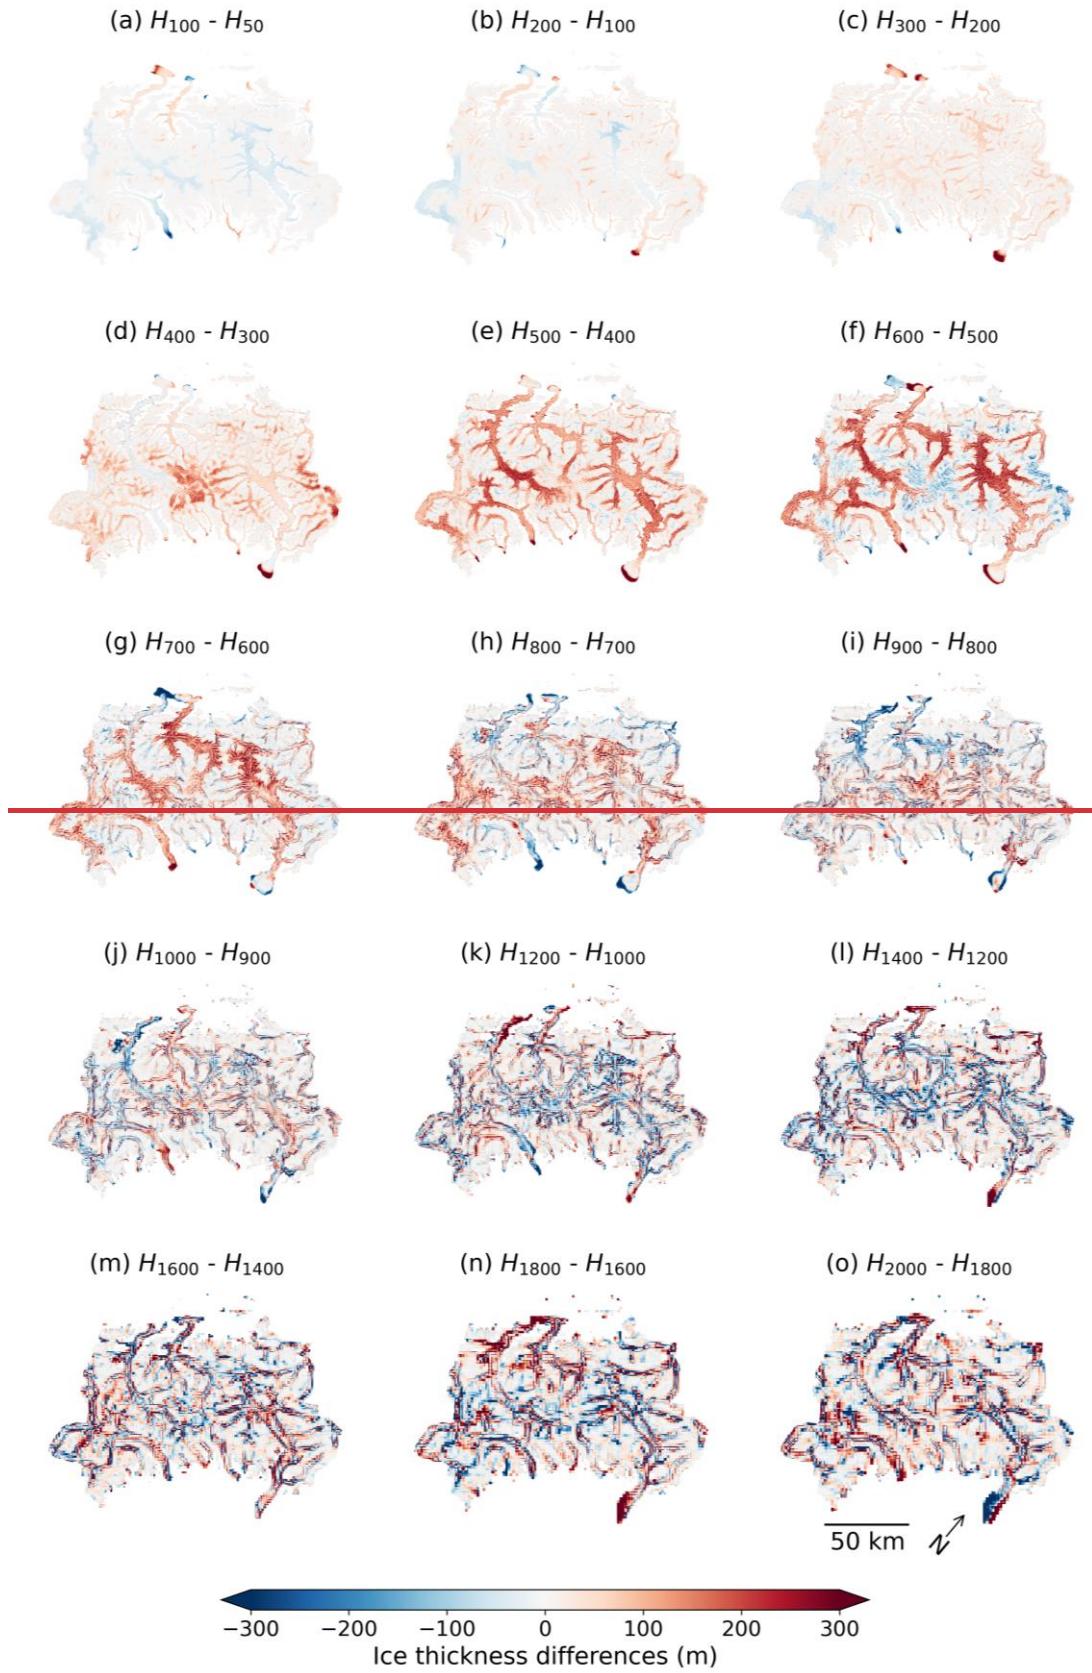 (a) H100 - H50
(b) H200 - H100
(c) H300 - H200
(d) H400 - H300
(e) H500 - H400
(f) H600 - H500
(g) H700 - H600
(h) H800 - H700
(i) H900 - H800
(j) H1000 - H900
(k) H1200 - H1000
(l) H1400 - H1200
(m) H1600 - H1400
(n) H1800 - H1600
(o) H2000 - H1800
50 km
N
−300 −200 −100 0 100 200 300
Ice thickness differences (m)